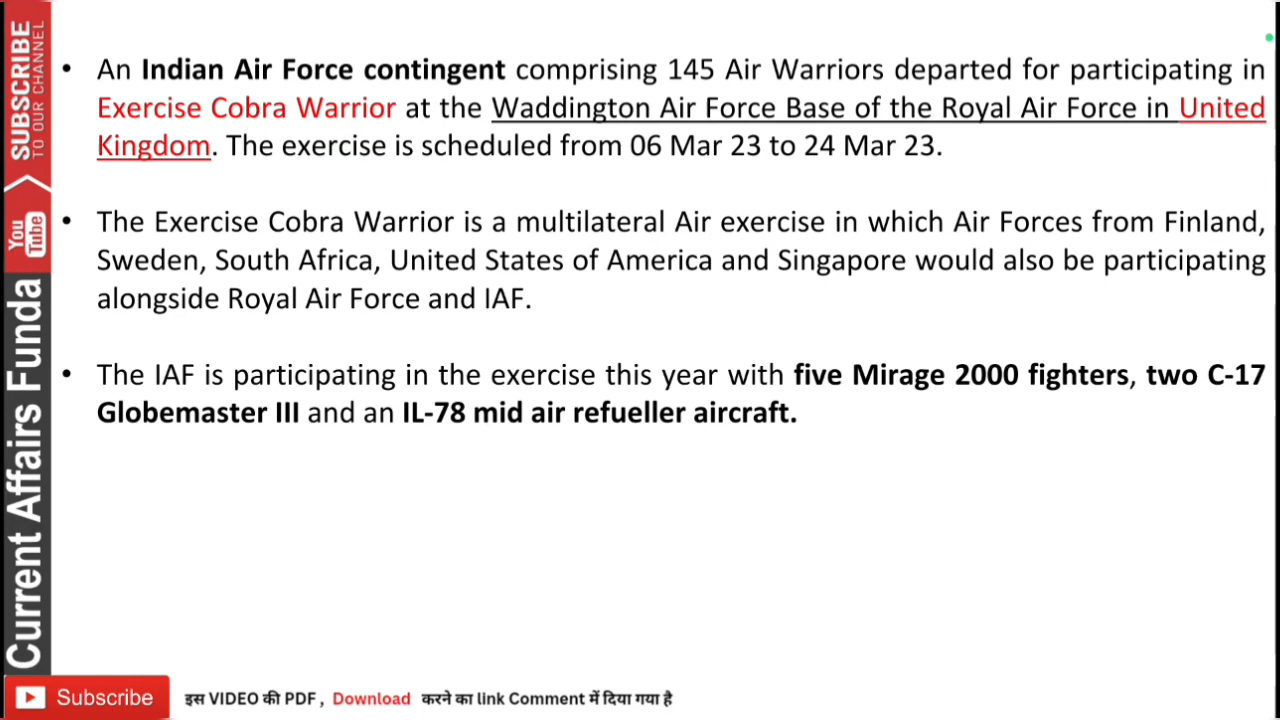 • An Indian Air Force contingent comprising 145 Air Warriors departed for participating in
Exercise Cobra Warrior at the Waddington Air Force Base of the Royal Air Force in United
Kingdom. The exercise is scheduled from 06 Mar 23 to 24 Mar 23.
• The Exercise Cobra Warrior is a multilateral Air exercise in which Air Forces from Finland,
Sweden, South Africa, United States of America and Singapore would also be participating
alongside Royal Air Force and IAF.
• The IAF is participating in the exercise this year with five Mirage 2000 fighters, two C-17
Globemaster III and an IL-78 mid air refueller aircraft.
SUBSCRIBE
TO OUR CHANNEL
You
Tube
Current Affairs Funda
Subscribe
इस VIDEO की PDF , Download करने का link Comment में दिया गया है